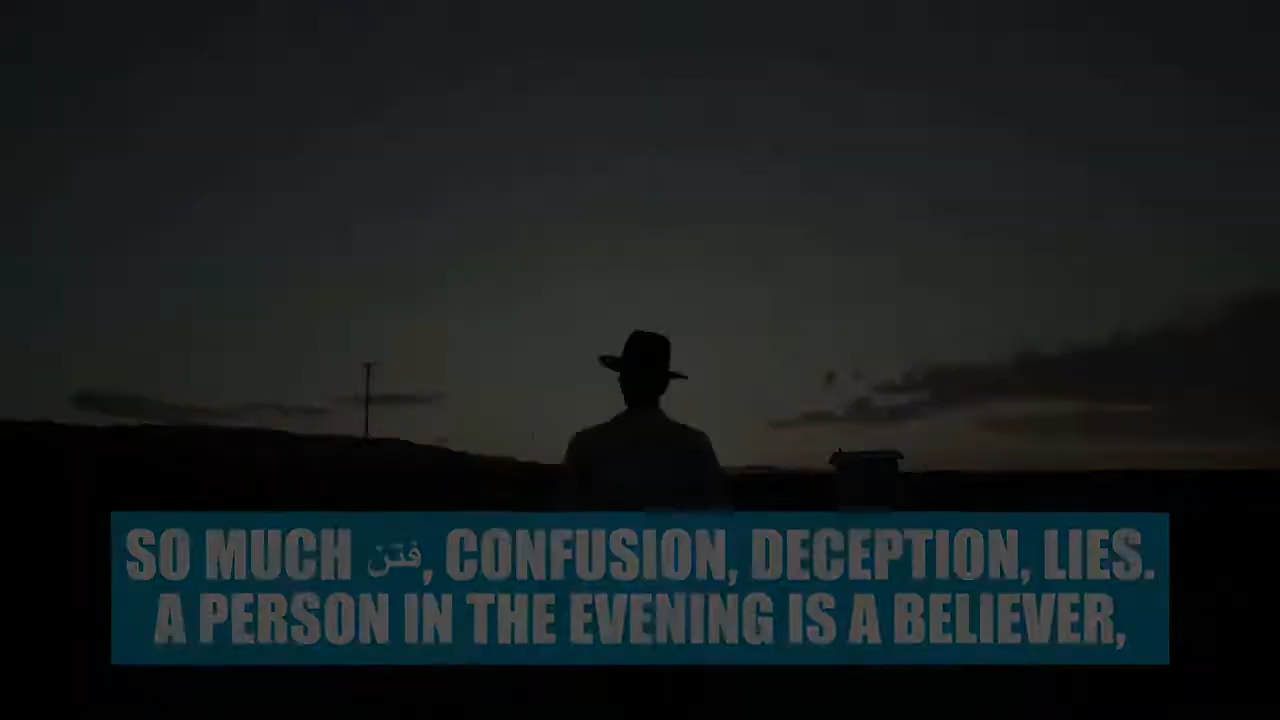 SO MUCH فتن, CONFUSION, DECEPTION, LIES.
A PERSON IN THE EVENING IS A BELIEVER,